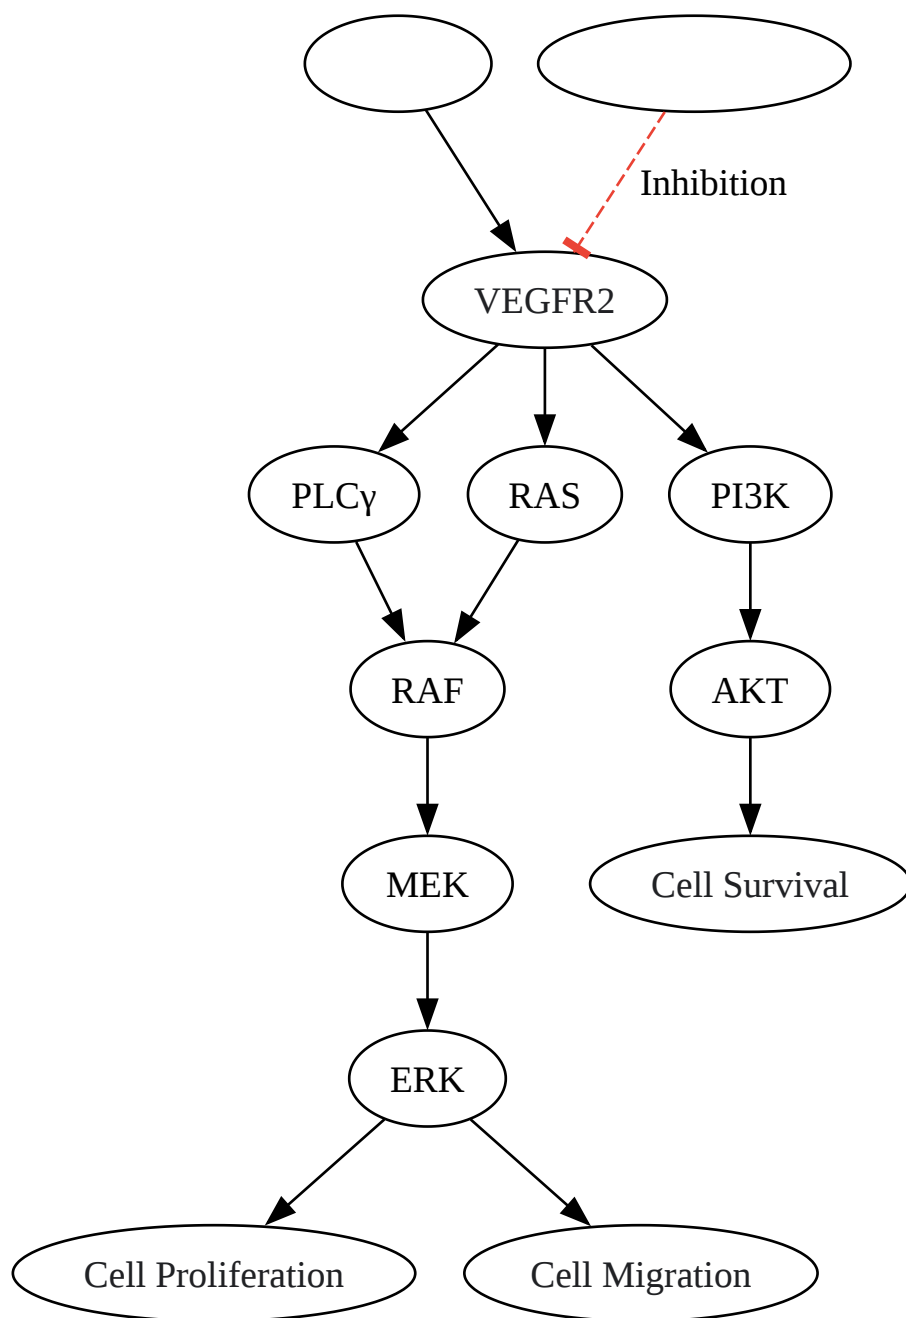 Inhibition
VEGFR2
PLCγ
RAS
PI3K
RAF
AKT
MEK
Cell Survival
ERK
Cell Proliferation
Cell Migration